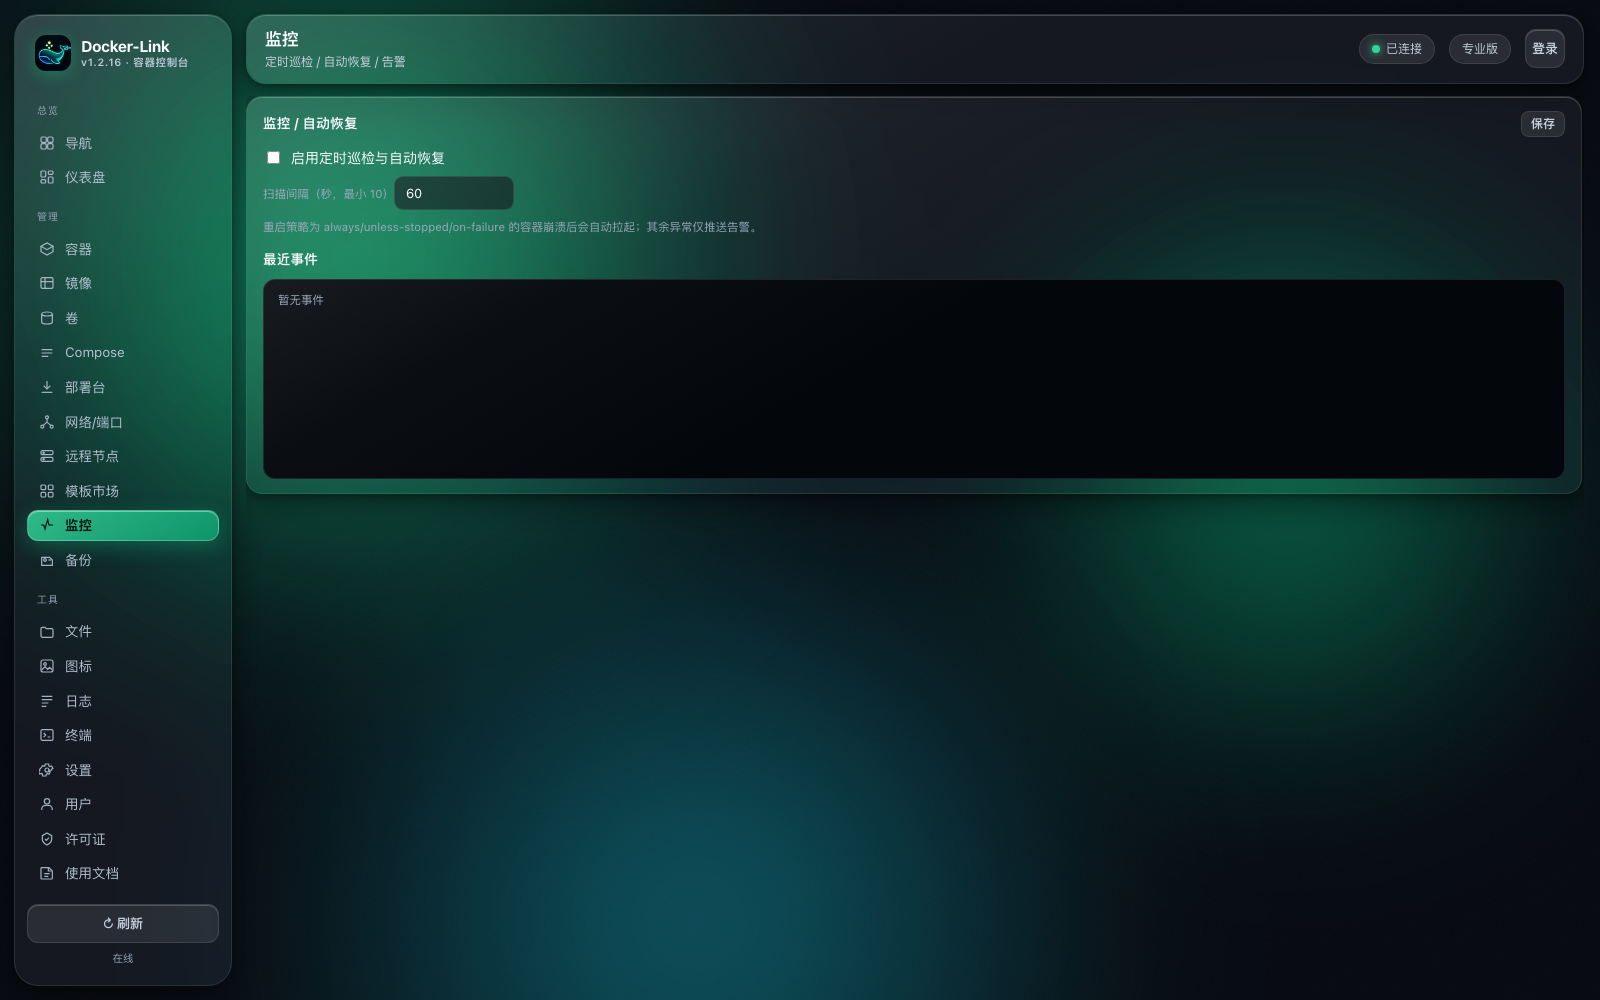 Docker-Link
v1.2.16 · 容器控制台
总览
导航
仪表盘
管理
容器
镜像
卷
Compose
部署台
网络/端口
远程节点
模板市场
监控
备份
工具
文件
图标
日志
终端
设置
用户
许可证
使用文档
↻ 刷新
在线
监控
定时巡检 / 自动恢复 / 告警
已连接
专业版
登录
监控 / 自动恢复
保存
启用定时巡检与自动恢复
扫描间隔（秒，最小 10） 60
重启策略为 always/unless-stopped/on-failure 的容器崩溃后会自动拉起；其余异常仅推送告警。
最近事件
暂无事件